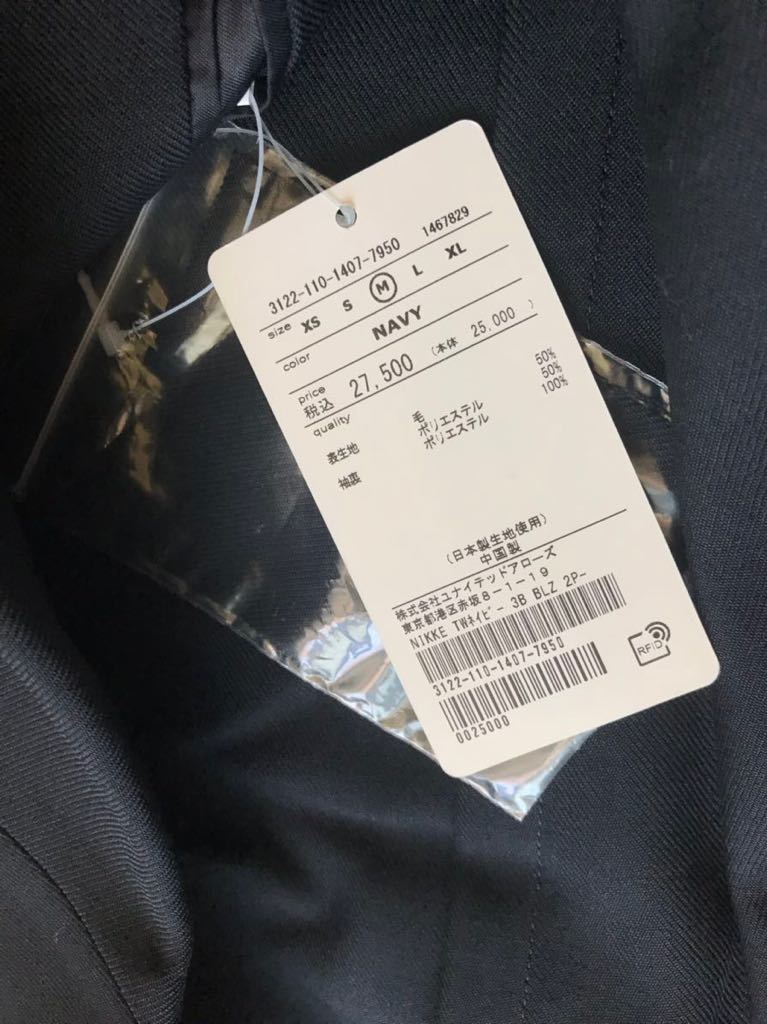 3122-110-1407-7950 1467829
size XS S M L XL
color NAVY
price
税込 27,500 (本体 25,000 )
quality
表生地 毛 50%
ポリエステル 50%
袖裏 ポリエステル 100%
(日本製生地使用)
中国製
株式会社ユナイテッドアローズ
東京都港区赤坂8-1-19
NIKKE TWネイビー 3B BLZ 2P-
3122-110-1407-7950
0025000
RFID